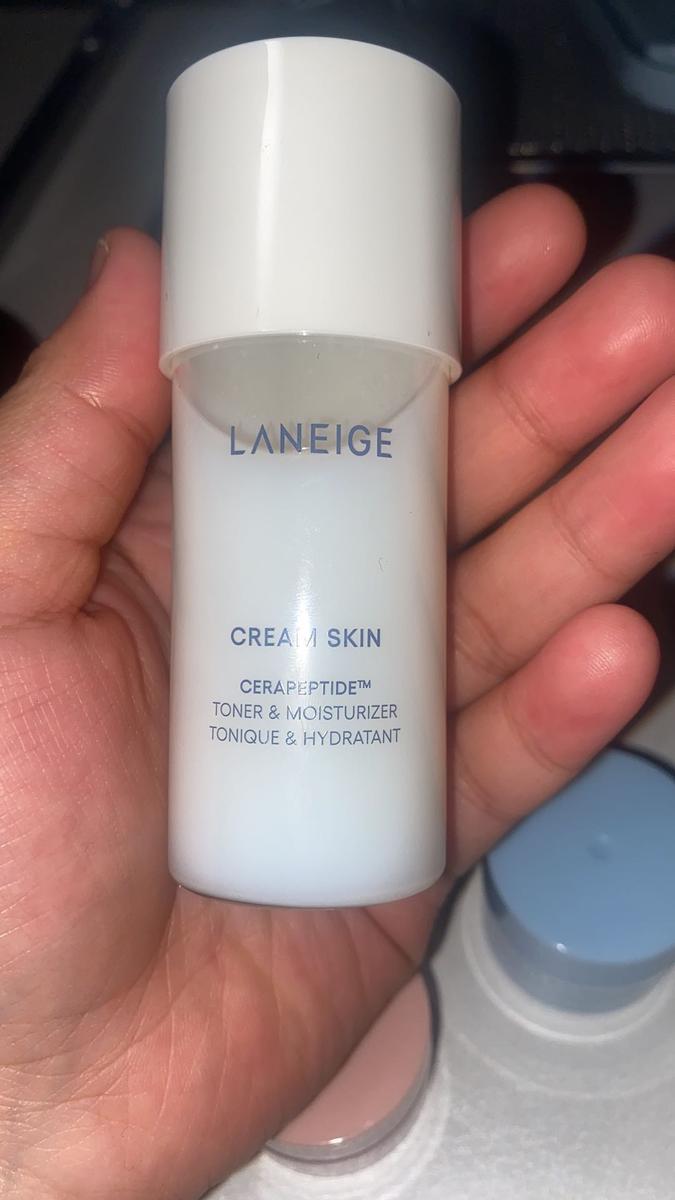 LANEIGE
CREAM SKIN
CERAPEPTIDE™
TONER & MOISTURIZER
TONIQUE & HYDRATANT